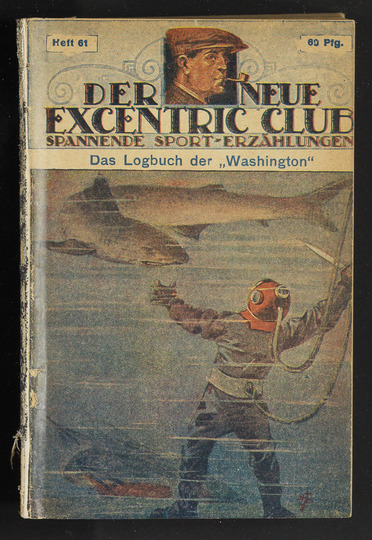 Heft 61
60 Pfg.
DER NEUE
EXCENTRIC CLUB
SPANNENDE SPORT-ERZÄHLUNGEN
Das Logbuch der „Washington“